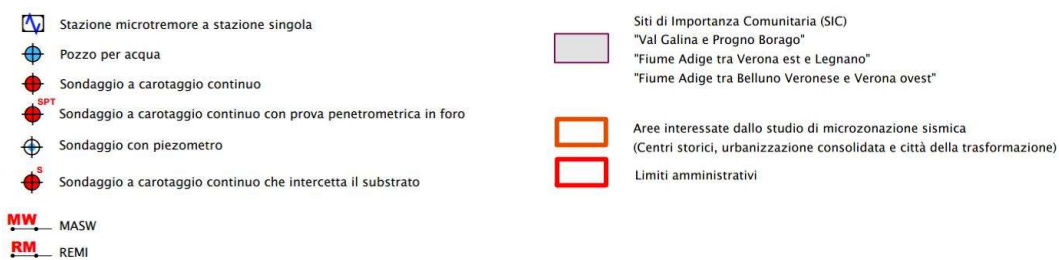 Stazione microtremore a stazione singola
Pozzo per acqua
Sondaggio a carotaggio continuo
SPT
Sondaggio a carotaggio continuo con prova penetrometrica in foro
Sondaggio con piezometro
S
Sondaggio a carotaggio continuo che intercetta il substrato
MW MASW
RM REMI
Siti di Importanza Comunitaria (SIC)
"Val Galina e Progno Borago"
"Fiume Adige tra Verona est e Legnano"
"Fiume Adige tra Belluno Veronese e Verona ovest"
Aree interessate dallo studio di microzonazione sismica
(Centri storici, urbanizzazione consolidata e città della trasformazione)
Limiti amministrativi